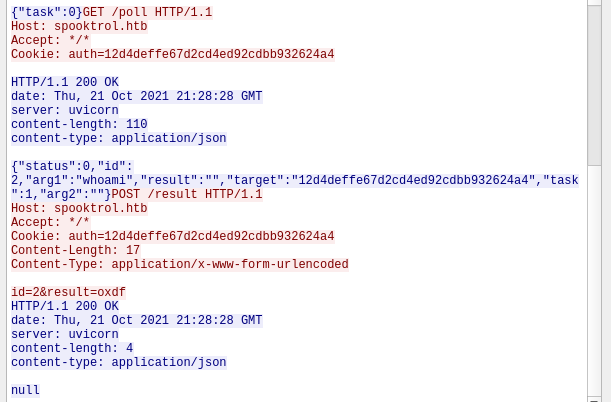 {"task":0}GET /poll HTTP/1.1
Host: spooktrol.htb
Accept: */*
Cookie: auth=12d4deffe67d2cd4ed92cdbb932624a4

HTTP/1.1 200 OK
date: Thu, 21 Oct 2021 21:28:28 GMT
server: uvicorn
content-length: 110
content-type: application/json

{"status":0,"id":
2,"arg1":"whoami","result":"","target":"12d4deffe67d2cd4ed92cdbb932624a4","task
":1,"arg2":""}POST /result HTTP/1.1
Host: spooktrol.htb
Accept: */*
Cookie: auth=12d4deffe67d2cd4ed92cdbb932624a4
Content-Length: 17
Content-Type: application/x-www-form-urlencoded

id=2&result=oxdf
HTTP/1.1 200 OK
date: Thu, 21 Oct 2021 21:28:28 GMT
server: uvicorn
content-length: 4
content-type: application/json

null